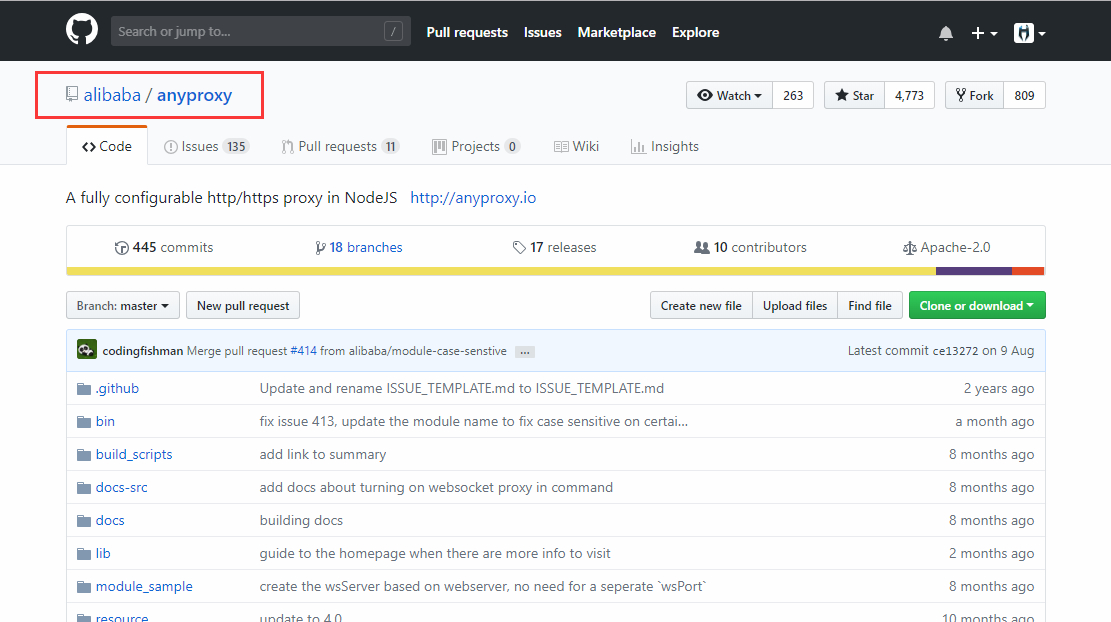 Search or jump to... / Pull requests Issues Marketplace Explore
alibaba / anyproxy Watch 263 Star 4,773 Fork 809
Code Issues 135 Pull requests 11 Projects 0 Wiki Insights
A fully configurable http/https proxy in NodeJS http://anyproxy.io
445 commits 18 branches 17 releases 10 contributors Apache-2.0
Branch: master New pull request Create new file Upload files Find file Clone or download
codingfishman Merge pull request #414 from alibaba/module-case-senstive ... Latest commit ce13272 on 9 Aug
.github Update and rename ISSUE_TEMPLATE.md to ISSUE_TEMPLATE.md 2 years ago
bin fix issue 413, update the module name to fix case sensitive on certai... a month ago
build_scripts add link to summary 8 months ago
docs-src add docs about turning on websocket proxy in command 8 months ago
docs building docs 8 months ago
lib guide to the homepage when there are more info to visit 2 months ago
module_sample create the wsServer based on webserver, no need for a seperate `wsPort` 8 months ago
resource update to 4.0 10 months ago